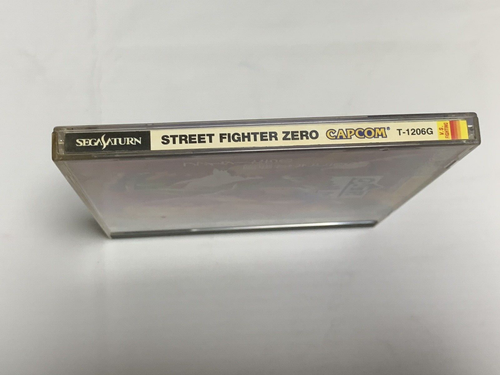 SEGA SATURN STREET FIGHTER ZERO CAPCOM® T-1206G